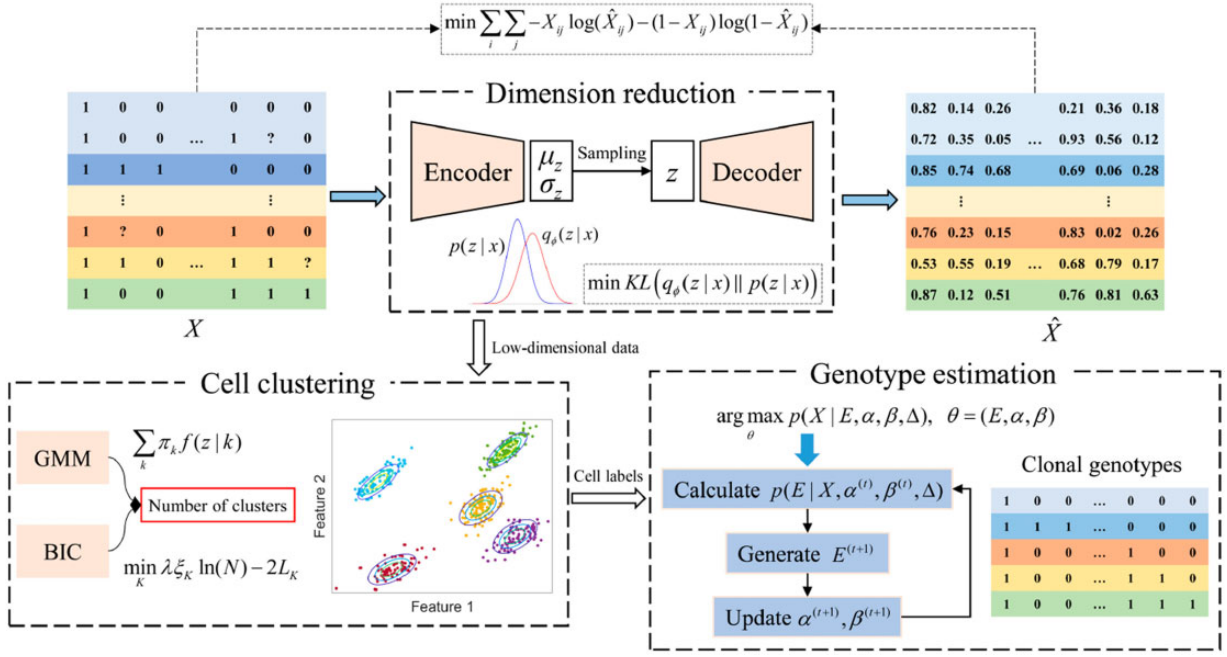 min ∑_i ∑_j −X_ij log(X̂_ij) − (1 − X_ij) log(1 − X̂_ij)
Dimension reduction
1 0 0 0 0 0
1 0 0 ... 1 ? 0
1 1 1 0 0 0
⋮ ⋮
1 ? 0 1 0 0
1 1 0 ... 1 1 ?
1 0 0 1 1 1
X
Encoder
μ_z
σ_z
Sampling
z
Decoder
p(z | x)
q_ϕ(z | x)
min KL(q_ϕ(z | x) || p(z | x))
0.82 0.14 0.26 0.21 0.36 0.18
0.72 0.35 0.05 ... 0.93 0.56 0.12
0.85 0.74 0.68 0.69 0.06 0.28
⋮ ⋮
0.76 0.23 0.15 0.83 0.02 0.26
0.53 0.55 0.19 ... 0.68 0.79 0.17
0.87 0.12 0.51 0.76 0.81 0.63
X̂
Low-dimensional data
Cell clustering
GMM
∑_k π_k f(z | k)
Number of clusters
BIC
min_K λξ_K ln(N) − 2L_K
Feature 2
Feature 1
Cell labels
Genotype estimation
arg max_θ p(X | E, α, β, Δ), θ = (E, α, β)
Calculate p(E | X, α^(t), β^(t), Δ)
Generate E^(t+1)
Update α^(t+1), β^(t+1)
Clonal genotypes
1 0 0 ... 0 0 0
1 1 1 ... 0 0 0
1 0 0 ... 1 0 0
1 0 0 ... 1 1 0
1 0 0 ... 1 1 1